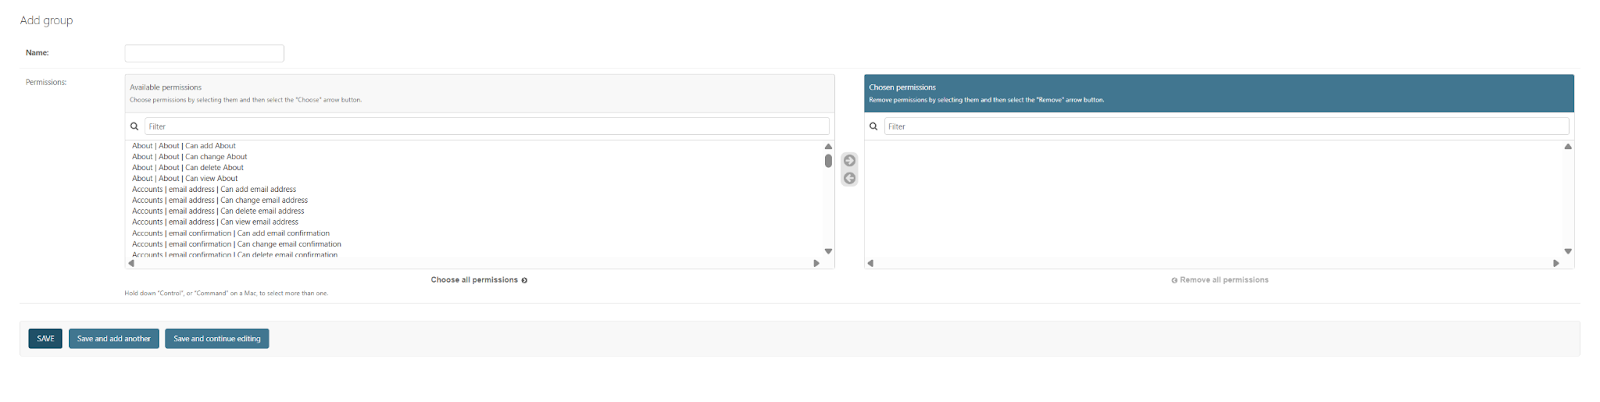 Add group
Name:
Permissions:
Available permissions
Choose permissions by selecting them and then select the "Choose" arrow button.
Filter
About | About | Can add About
About | About | Can change About
About | About | Can delete About
About | About | Can view About
Accounts | email address | Can add email address
Accounts | email address | Can change email address
Accounts | email address | Can delete email address
Accounts | email address | Can view email address
Accounts | email confirmation | Can add email confirmation
Accounts | email confirmation | Can change email confirmation
Accounts | email confirmation | Can delete email confirmation
Choose all permissions
Hold down "Control", or "Command" on a Mac, to select more than one.
Chosen permissions
Remove permissions by selecting them and then select the "Remove" arrow button.
Filter
Remove all permissions
SAVE
Save and add another
Save and continue editing